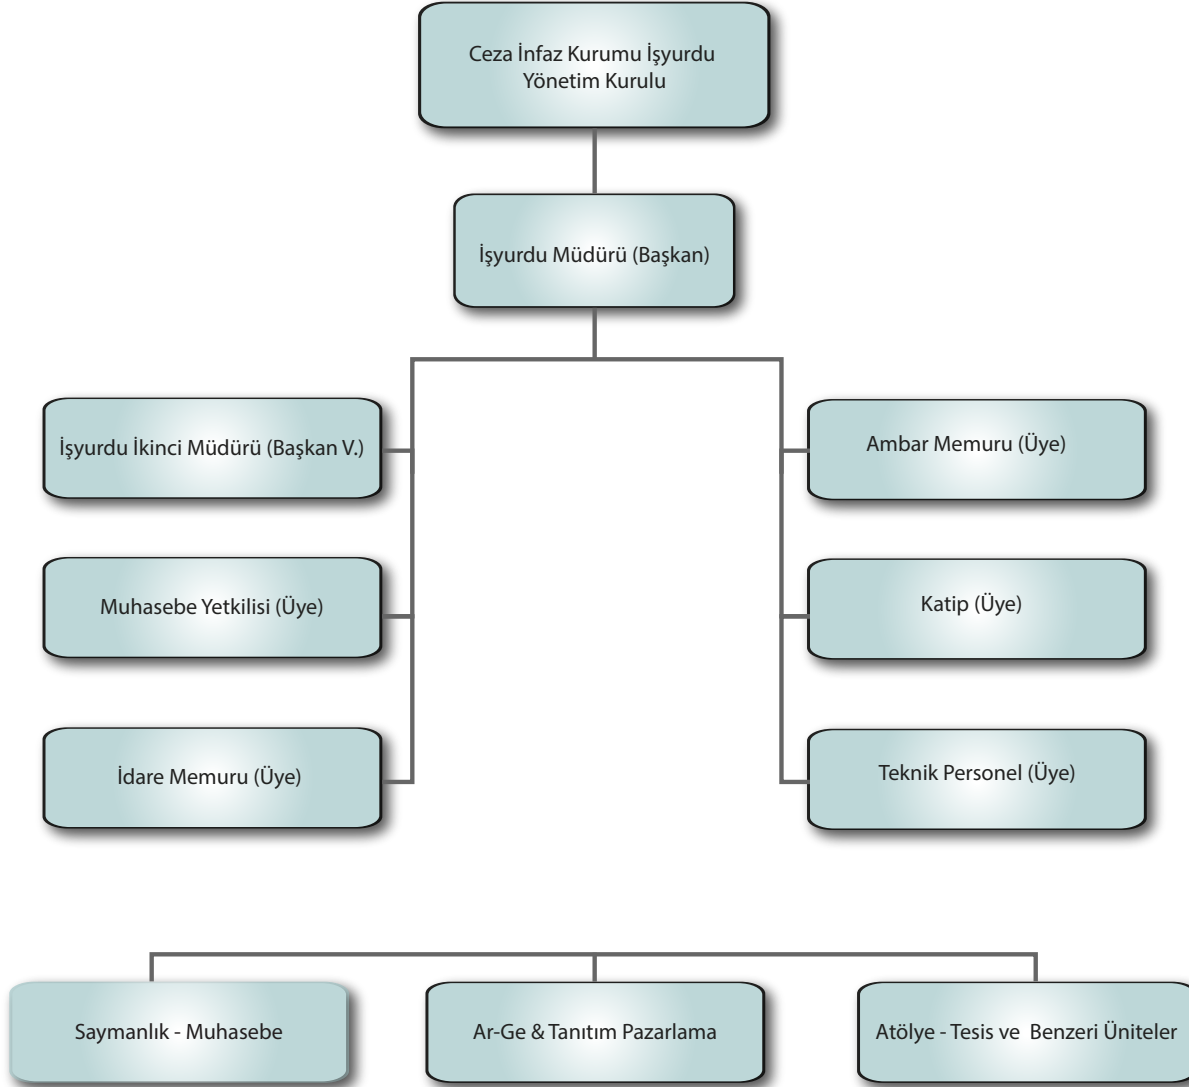 Ceza İnfaz Kurumu İşyurdu
Yönetim Kurulu
İşyurdu Müdürü (Başkan)
İşyurdu İkinci Müdürü (Başkan V.)
Ambar Memuru (Üye)
Muhasebe Yetkilisi (Üye)
Katip (Üye)
İdare Memuru (Üye)
Teknik Personel (Üye)
Saymanlık - Muhasebe
Ar-Ge & Tanıtım Pazarlama
Atölye - Tesis ve Benzeri Üniteler